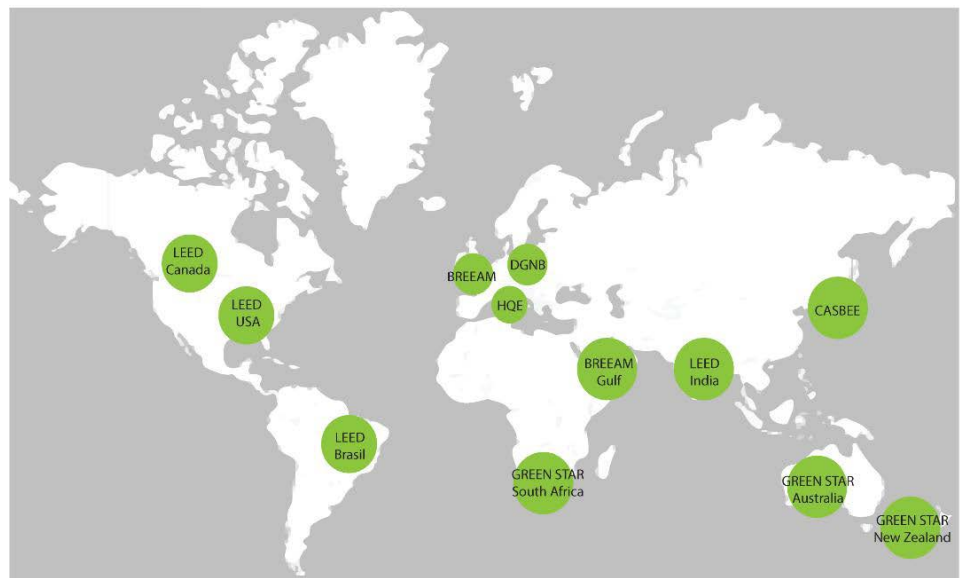 LEED
Canada
LEED
USA
BREEAM
DGNB
HQE
CASBEE
BREEAM
Gulf
LEED
India
LEED
Brasil
GREEN STAR
South Africa
GREEN STAR
Australia
GREEN STAR
New Zealand